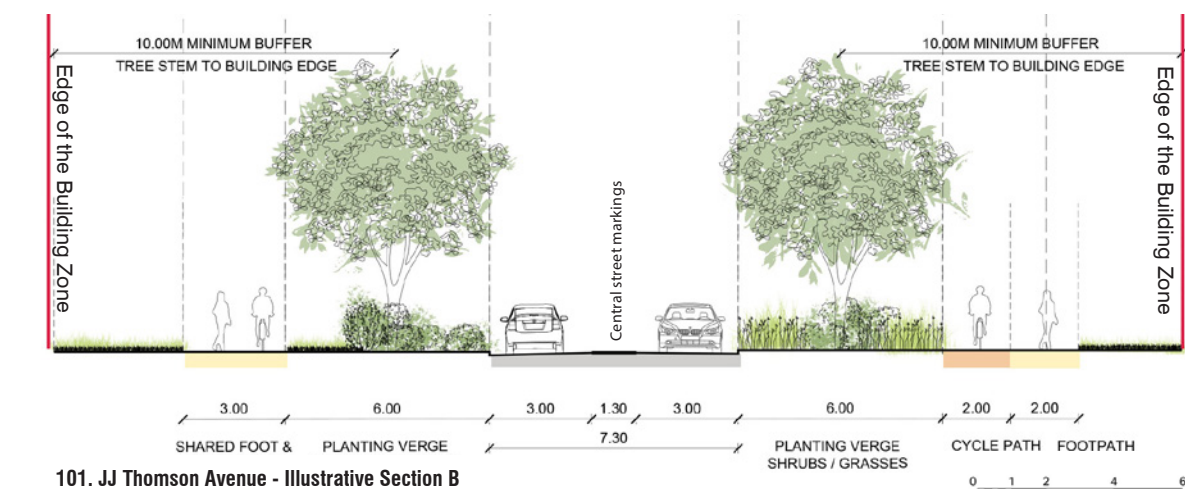 10.00M MINIMUM BUFFER
TREE STEM TO BUILDING EDGE
10.00M MINIMUM BUFFER
TREE STEM TO BUILDING EDGE
Edge of the Building Zone
Central street markings
Edge of the Building Zone
3.00 6.00 3.00 1.30 3.00 6.00 2.00 2.00
7.30
SHARED FOOT & PLANTING VERGE PLANTING VERGE CYCLE PATH FOOTPATH
SHRUBS / GRASSES
101. JJ Thomson Avenue - Illustrative Section B
0 1 2 4 6